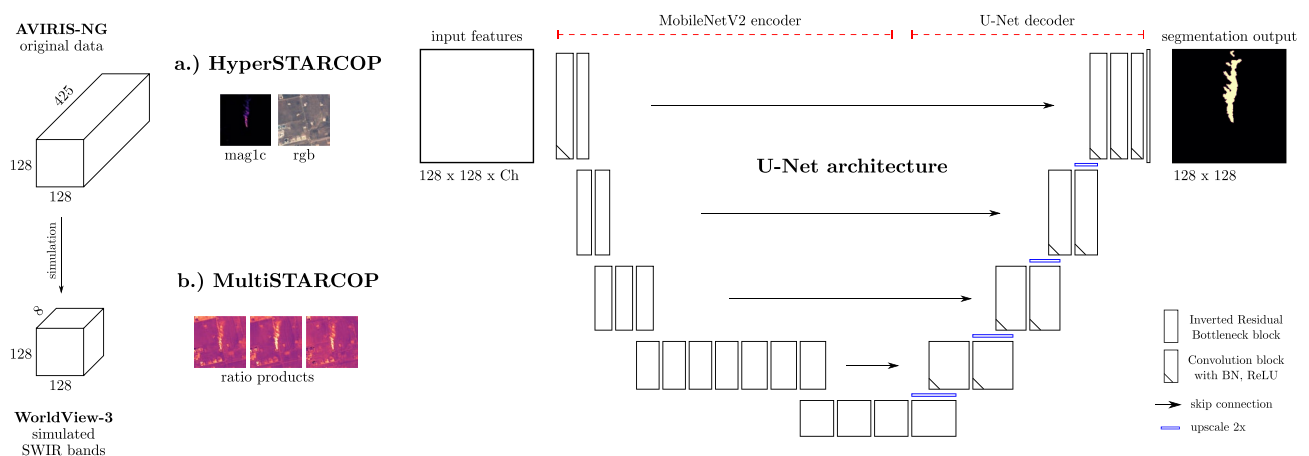 AVIRIS-NG
original data
425
128
128
simulation
8
128
128
WorldView-3
simulated
SWIR bands
a.) HyperSTARCOP
mag1c
rgb
b.) MultiSTARCOP
ratio products
input features
128 x 128 x Ch
MobileNetV2 encoder
U-Net decoder
U-Net architecture
segmentation output
128 x 128
Inverted Residual
Bottleneck block
Convolution block
with BN, ReLU
skip connection
upscale 2x